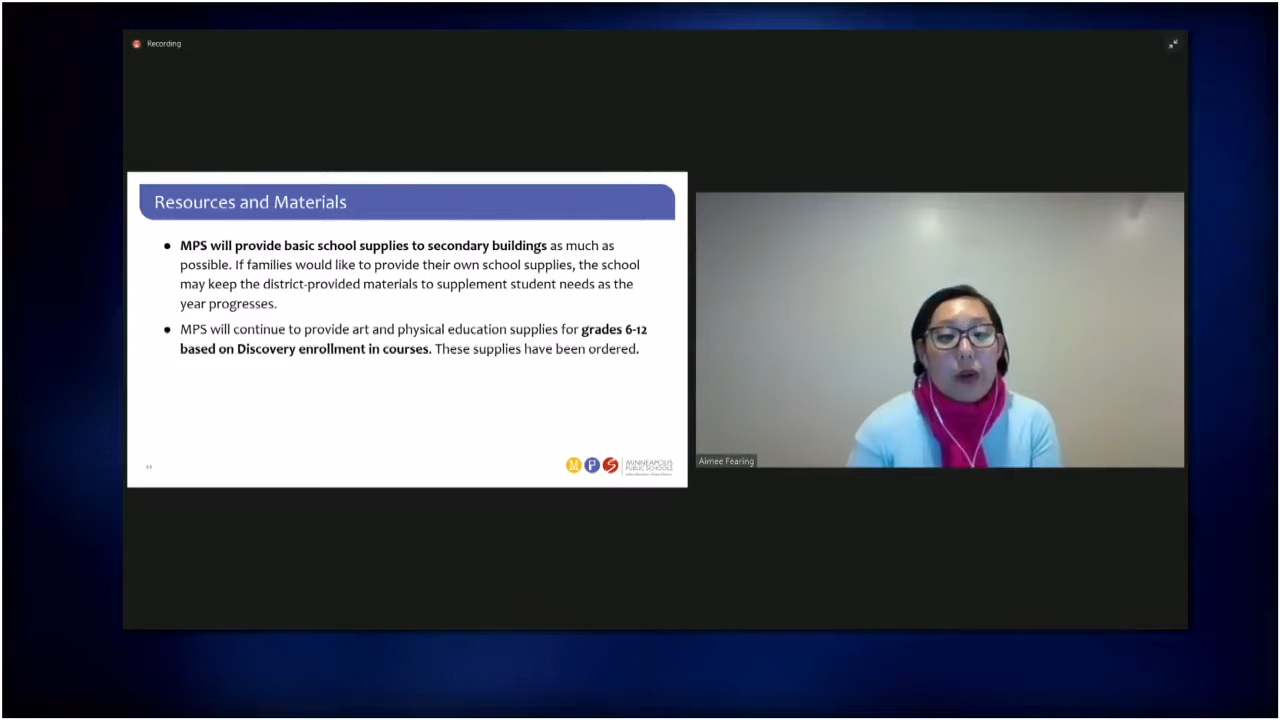 Recording
Resources and Materials
● MPS will provide basic school supplies to secondary buildings as much as
possible. If families would like to provide their own school supplies, the school
may keep the district-provided materials to supplement student needs as the
year progresses.
● MPS will continue to provide art and physical education supplies for grades 6-12
based on Discovery enrollment in courses. These supplies have been ordered.
M P S
MINNEAPOLIS
PUBLIC SCHOOLS
Aimee Fearing